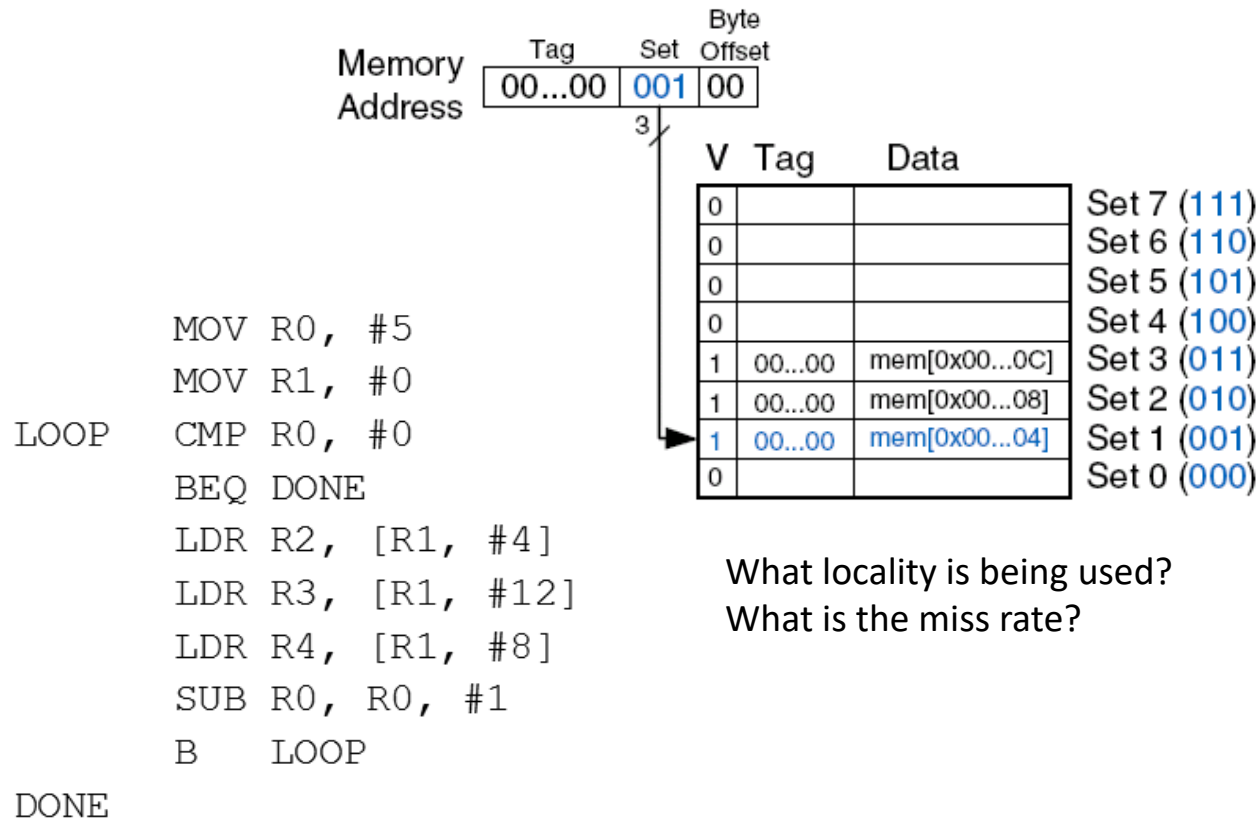 Byte
Tag Set Offset
Memory
Address
00...00 001 00
3
V Tag Data
0 Set 7 (111)
0 Set 6 (110)
0 Set 5 (101)
0 Set 4 (100)
1 00...00 mem[0x00...0C] Set 3 (011)
1 00...00 mem[0x00...08] Set 2 (010)
1 00...00 mem[0x00...04] Set 1 (001)
0 Set 0 (000)
MOV R0, #5
MOV R1, #0
LOOP CMP R0, #0
BEQ DONE
LDR R2, [R1, #4]
LDR R3, [R1, #12]
LDR R4, [R1, #8]
SUB R0, R0, #1
B LOOP
DONE
What locality is being used?
What is the miss rate?